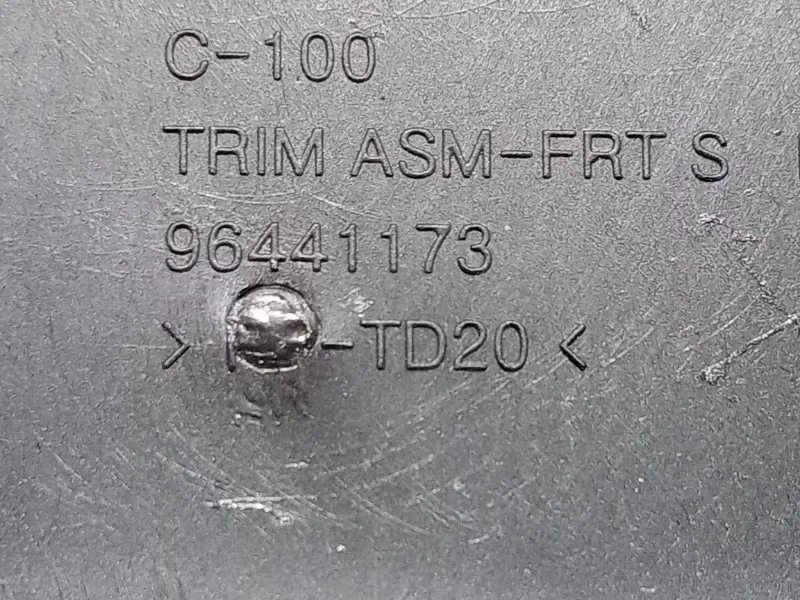 C-100
TRIM ASM-FRT S
96441173
-TD20 <